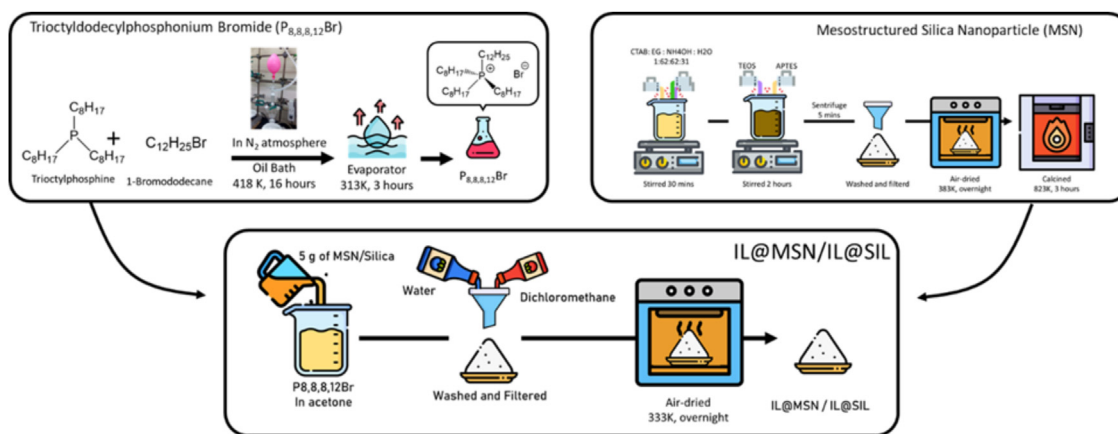 Trioctyldodecylphosphonium Bromide (P8,8,8,12Br)
C8H17
P
C8H17
C8H17
Trioctylphosphine
+
C12H25Br
1-Bromododecane
In N2 atmosphere
Oil Bath
418 K, 16 hours
Evaporator
313K, 3 hours
C12H25
C8H17
P
⊕
C8H17
C8H17
Br
⊖
P8,8,8,12Br
Mesostructured Silica Nanoparticle (MSN)
CTAB: EG : NH4OH : H2O
1:62:62:31
Stirred 30 mins
TEOS
APTES
Stirred 2 hours
Sentrifuge
5 mins
Washed and filterd
Air-dried
383K, overnight
Calcined
823K, 3 hours
IL@MSN/IL@SIL
5 g of MSN/Silica
P8,8,8,12Br
In acetone
Water
Dichloromethane
Washed and Filtered
Air-dried
333K, overnight
IL@MSN / IL@SIL